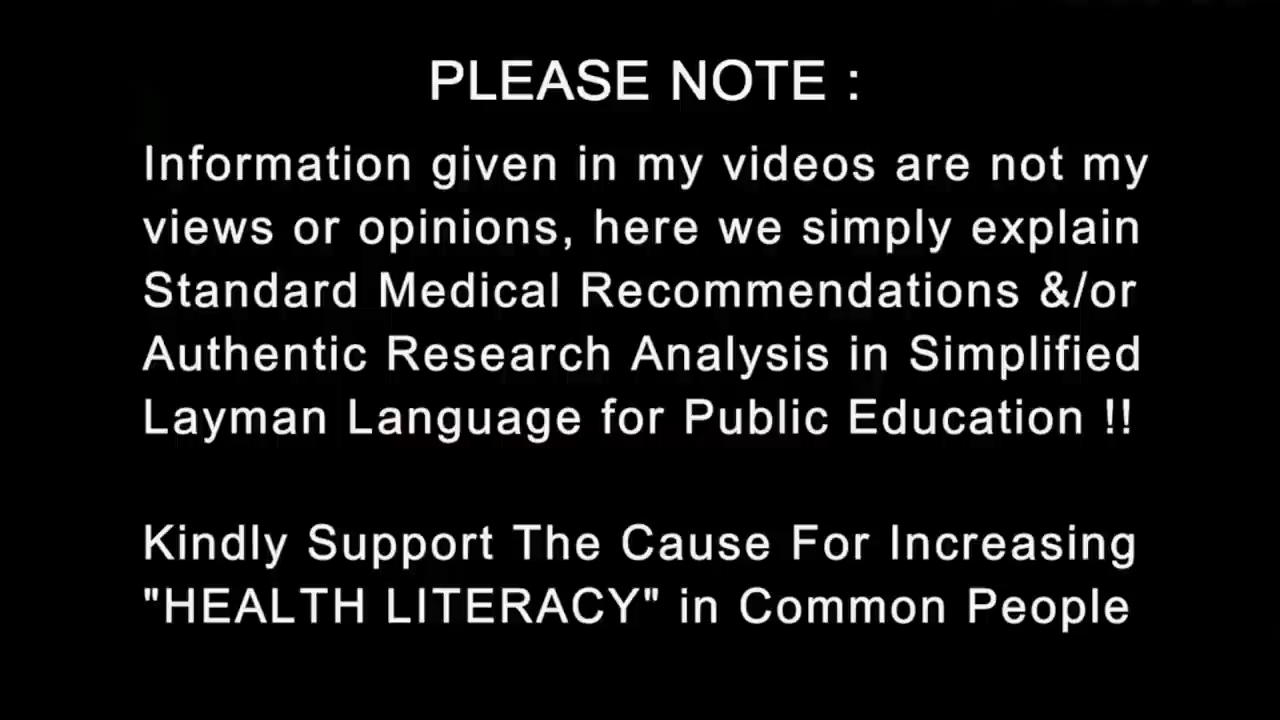 PLEASE NOTE :
Information given in my videos are not my
views or opinions, here we simply explain
Standard Medical Recommendations &/or
Authentic Research Analysis in Simplified
Layman Language for Public Education !!
Kindly Support The Cause For Increasing
"HEALTH LITERACY" in Common People